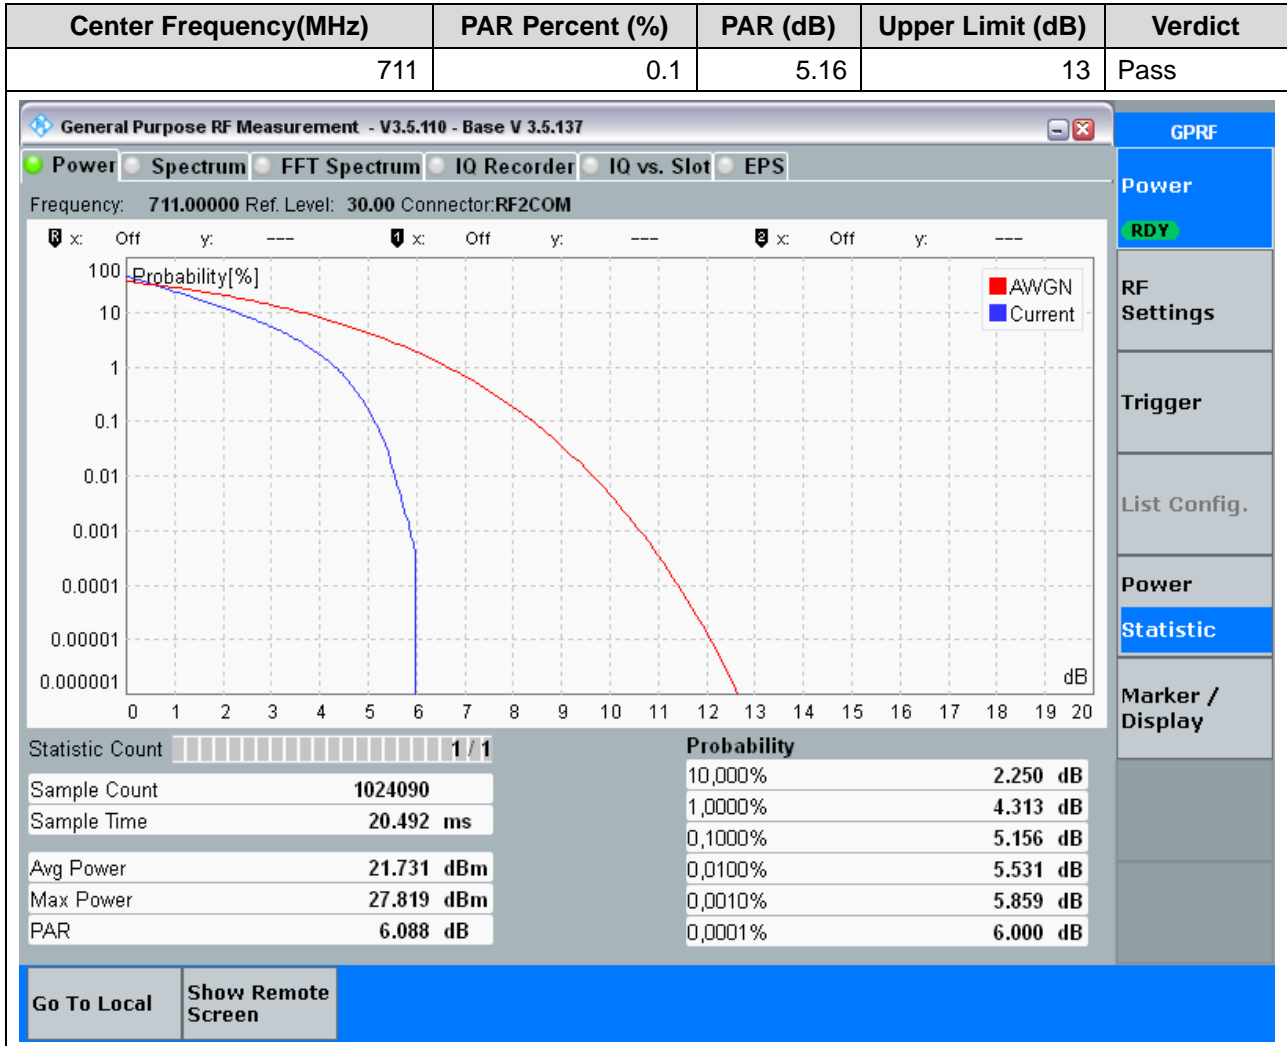 Center Frequency(MHz) PAR Percent (%) PAR (dB) Upper Limit (dB) Verdict
711 0.1 5.16 13 Pass
General Purpose RF Measurement - V3.5.110 - Base V 3.5.137
GPRF
Power Spectrum FFT Spectrum IQ Recorder IQ vs. Slot EPS
Frequency: 711.00000 Ref. Level: 30.00 Connector:RF2COM
R x: Off y: --- 1 x: Off y: --- 2 x: Off y: ---
Probability[%]
AWGN
Current
100
10
1
0.1
0.01
0.001
0.0001
0.00001
0.000001
dB
0 1 2 3 4 5 6 7 8 9 10 11 12 13 14 15 16 17 18 19 20
Statistic Count 1 / 1
Sample Count 1024090
Sample Time 20.492 ms
Avg Power 21.731 dBm
Max Power 27.819 dBm
PAR 6.088 dB
Probability
10,000% 2.250 dB
1,0000% 4.313 dB
0,1000% 5.156 dB
0,0100% 5.531 dB
0,0010% 5.859 dB
0,0001% 6.000 dB
Power
RDY
RF
Settings
Trigger
List Config.
Power
Statistic
Marker /
Display
Go To Local
Show Remote
Screen